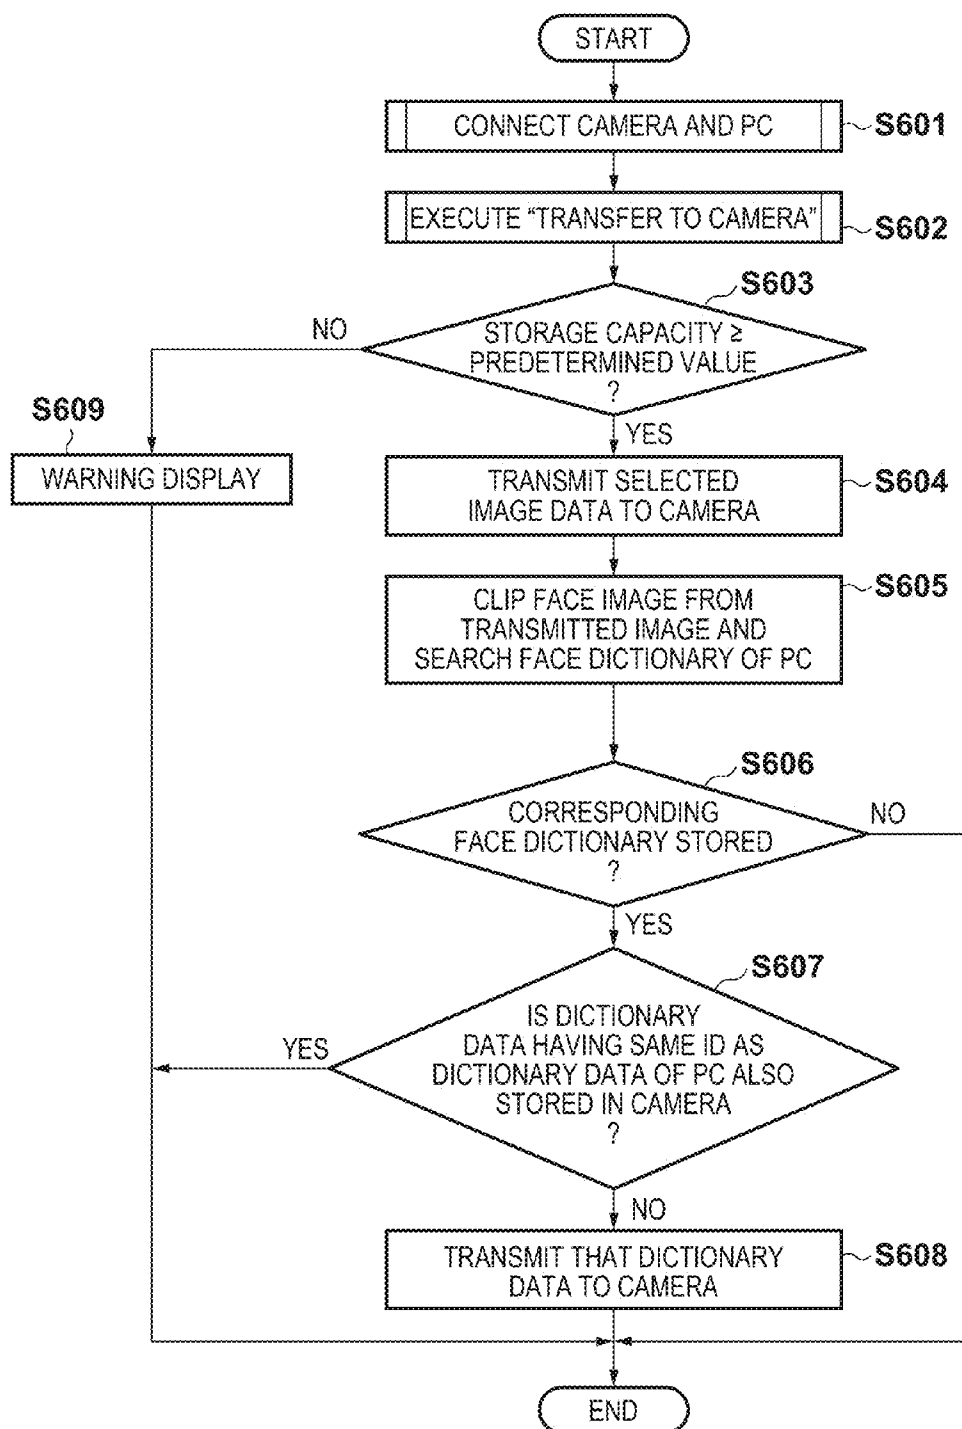 START
CONNECT CAMERA AND PC
S601
EXECUTE “TRANSFER TO CAMERA”
S602
S603
NO
STORAGE CAPACITY ≥
PREDETERMINED VALUE
?
YES
S609
WARNING DISPLAY
TRANSMIT SELECTED
IMAGE DATA TO CAMERA
S604
CLIP FACE IMAGE FROM
TRANSMITTED IMAGE AND
SEARCH FACE DICTIONARY OF PC
S605
S606
CORRESPONDING
FACE DICTIONARY STORED
?
NO
YES
S607
IS DICTIONARY
DATA HAVING SAME ID AS
DICTIONARY DATA OF PC ALSO
STORED IN CAMERA
?
YES
NO
TRANSMIT THAT DICTIONARY
DATA TO CAMERA
S608
END